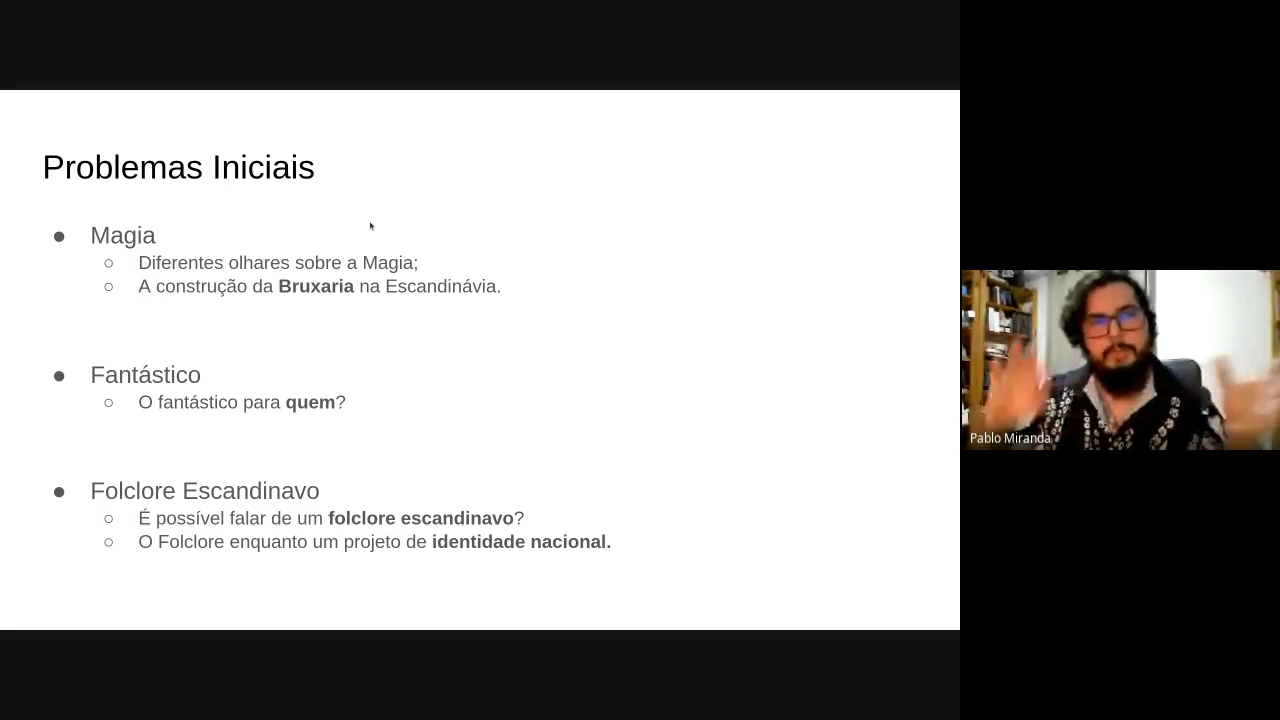 Problemas Iniciais
● Magia
○ Diferentes olhares sobre a Magia;
○ A construção da Bruxaria na Escandinávia.
● Fantástico
○ O fantástico para quem?
● Folclore Escandinavo
○ É possível falar de um folclore escandinavo?
○ O Folclore enquanto um projeto de identidade nacional.
Pablo Miranda